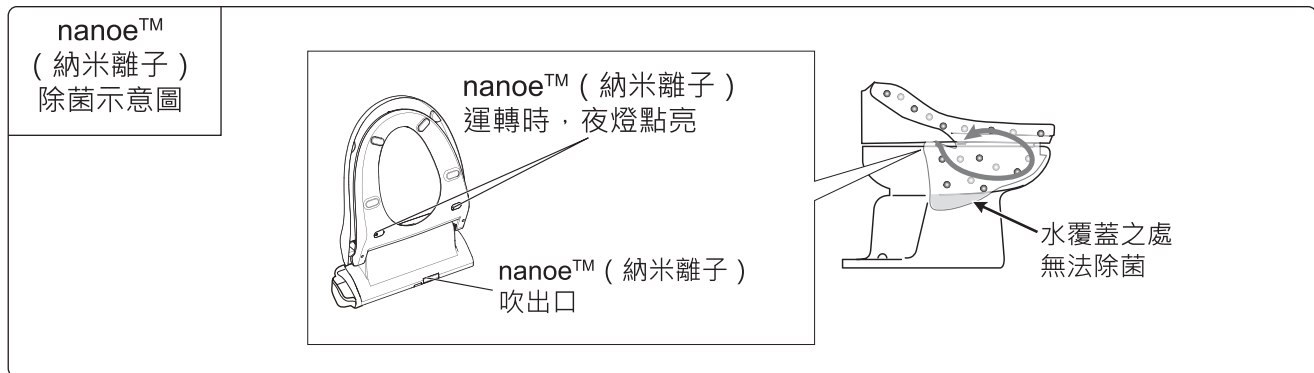 nanoe™
（納米離子）
除菌示意圖
nanoe™（納米離子）
運轉時，夜燈點亮
nanoe™（納米離子）
吹出口
水覆蓋之處
無法除菌